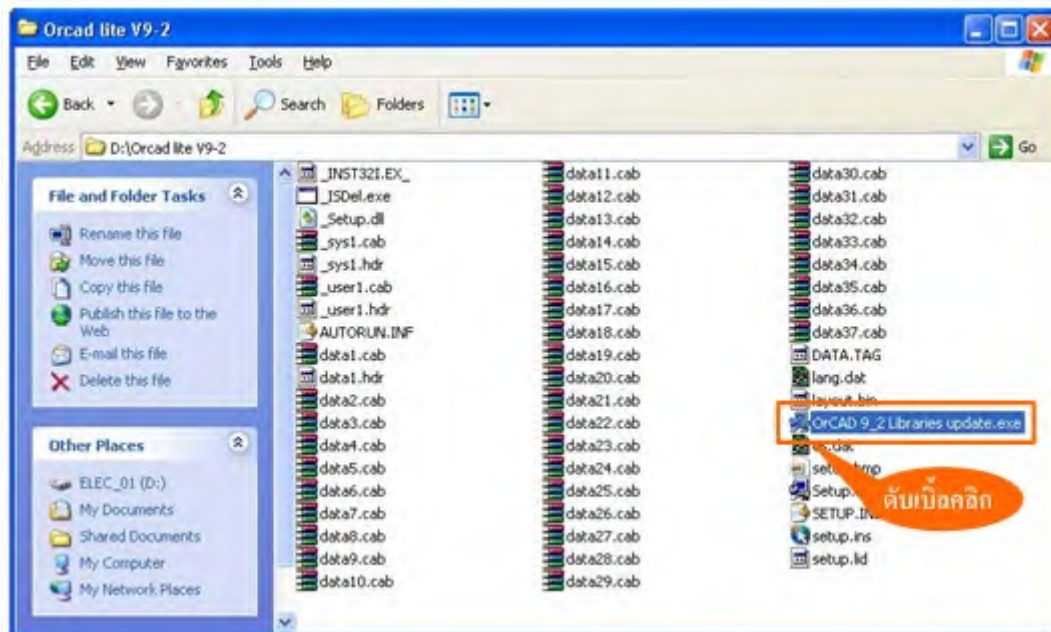 Orcad lite V9-2
File Edit View Favorites Tools Help
Back Search Folders
Address D:\Orcad lite V9-2 Go
File and Folder Tasks
Rename this file
Move this file
Copy this file
Publish this file to the
Web
E-mail this file
Delete this file
Other Places
ELEC_01 (D:)
My Documents
Shared Documents
My Computer
My Network Places
_INST32I.EX_
_ISDel.exe
_Setup.dll
_sys1.cab
_sys1.hdr
_user1.cab
_user1.hdr
AUTORUN.INF
data1.cab
data1.hdr
data2.cab
data3.cab
data4.cab
data5.cab
data6.cab
data7.cab
data8.cab
data9.cab
data10.cab
data11.cab
data12.cab
data13.cab
data14.cab
data15.cab
data16.cab
data17.cab
data18.cab
data19.cab
data20.cab
data21.cab
data22.cab
data23.cab
data24.cab
data25.cab
data26.cab
data27.cab
data28.cab
data29.cab
data30.cab
data31.cab
data32.cab
data33.cab
data34.cab
data35.cab
data36.cab
data37.cab
DATA.TAG
lang.dat
layout.bin
OrCAD 9_2 Libraries update.exe
os.dat
setup.ins
setup.lid
ดับเบิ้ลคลิก